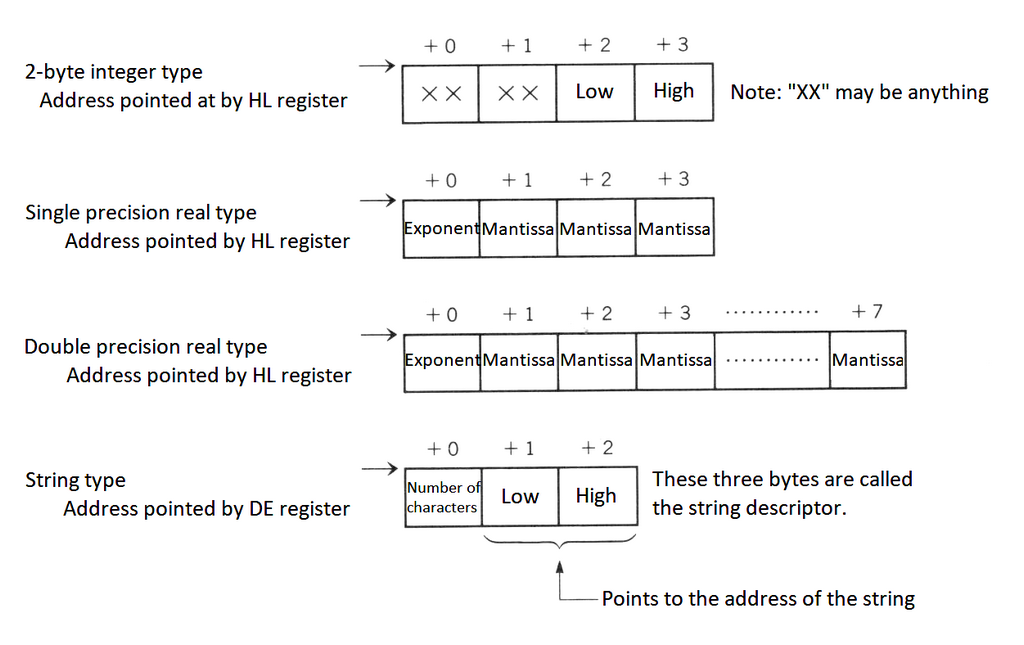 + 0 + 1 + 2 + 3
2-byte integer type
Address pointed at by HL register
XX XX Low High
Note: "XX" may be anything
+ 0 + 1 + 2 + 3
Single precision real type
Address pointed by HL register
Exponent Mantissa Mantissa Mantissa
+ 0 + 1 + 2 + 3 ............ + 7
Double precision real type
Address pointed by HL register
Exponent Mantissa Mantissa Mantissa ............ Mantissa
+ 0 + 1 + 2
String type
Address pointed by DE register
Number of
characters
Low High
These three bytes are called
the string descriptor.
Points to the address of the string